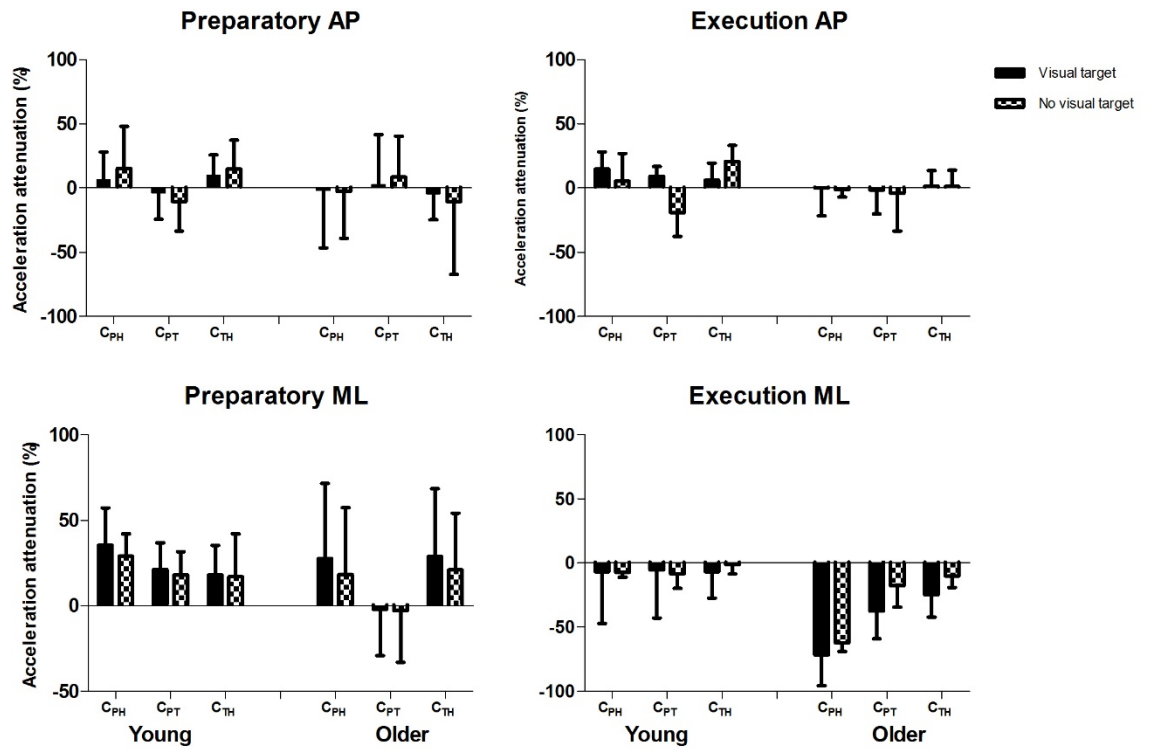 Preparatory AP
Acceleration attenuation (%)
100
50
0
-50
-100
CPH CPT CTH CPH CPT CTH
Execution AP
Acceleration attenuation (%)
100
50
0
-50
-100
CPH CPT CTH CPH CPT CTH
Visual target
No visual target
Preparatory ML
Acceleration attenuation (%)
100
50
0
-50
CPH CPT CTH CPH CPT CTH
Young Older
Execution ML
100
50
0
-50
-100
CPH CPT CTH CPH CPT CTH
Young Older